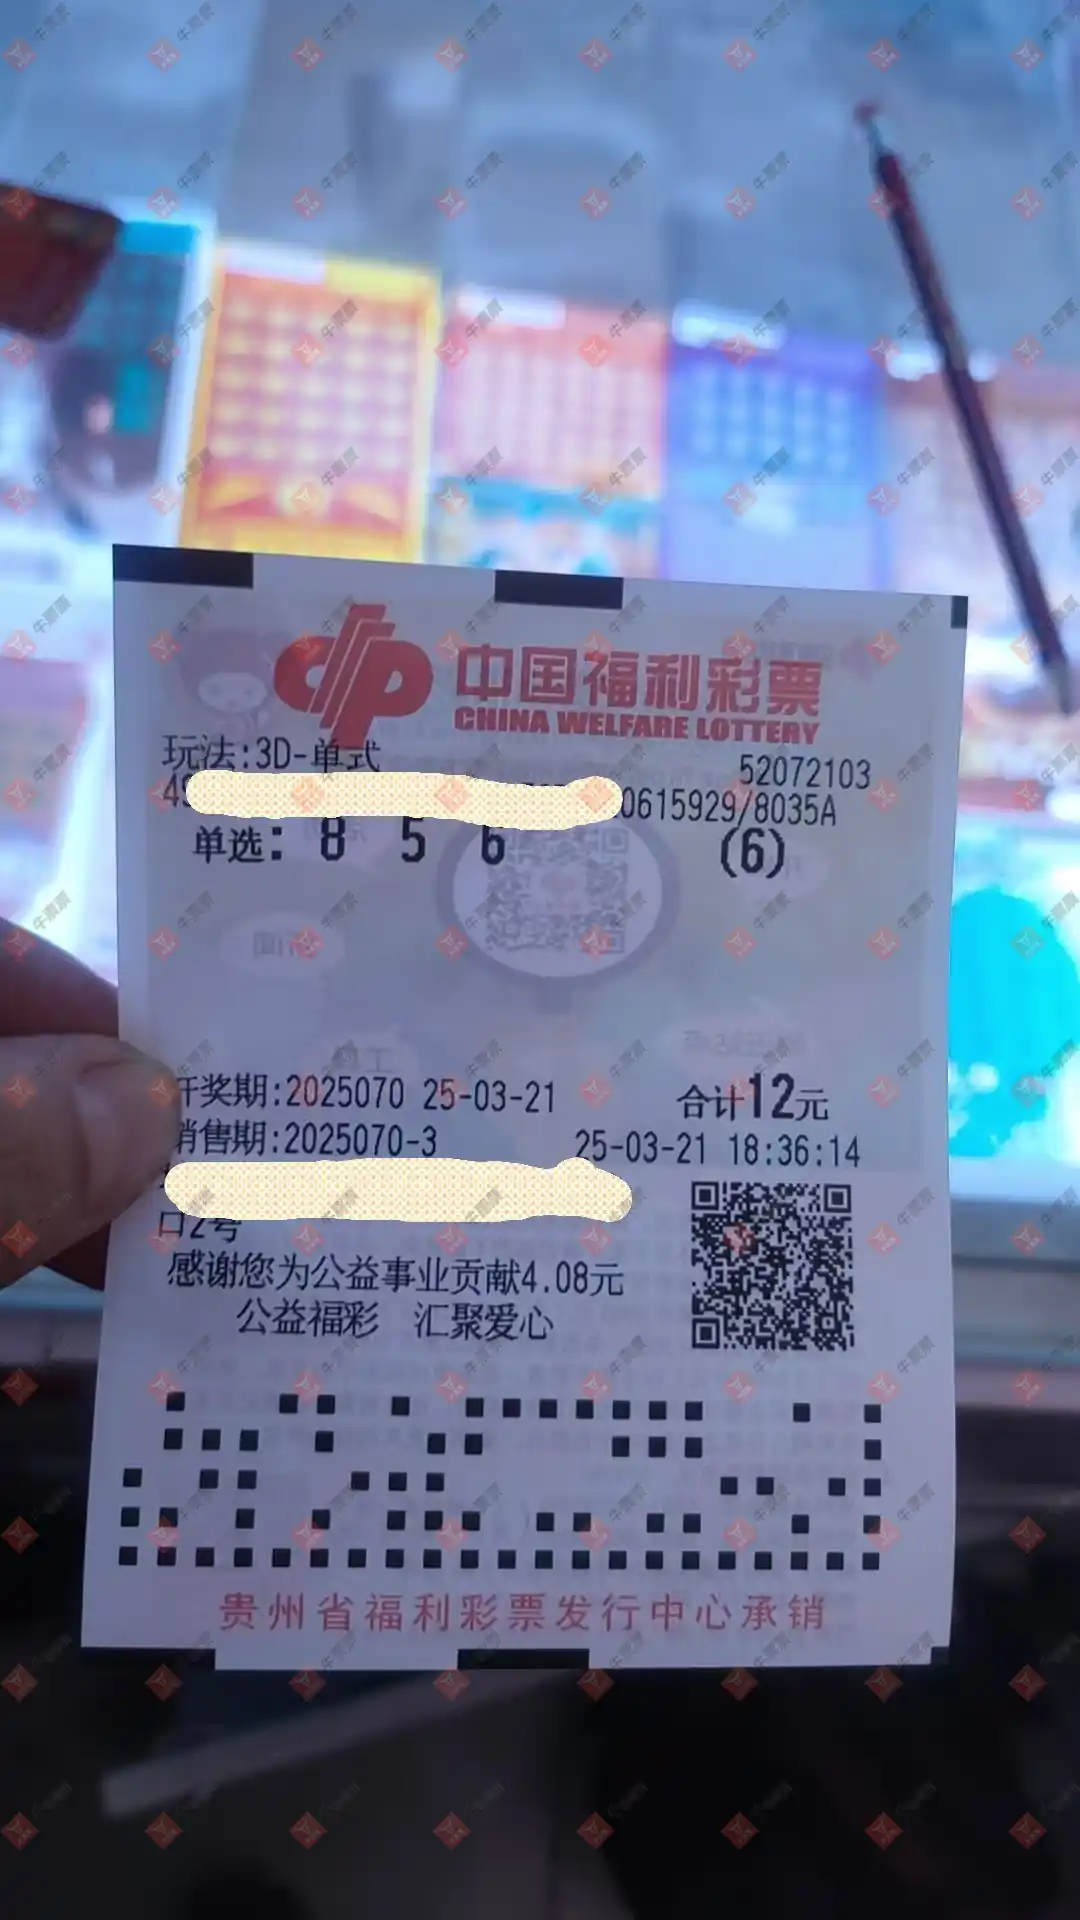 中国福利彩票
CHINA WELFARE LOTTERY
玩法:3D-单式
52072103
0615929/8035A
单选: 8 5 6 (6)
开奖期:2025070 25-03-21 合计12元
销售期:2025070-3 25-03-21 18:36:14
口2号
感谢您为公益事业贡献4.08元
公益福彩 汇聚爱心
贵州省福利彩票发行中心承销